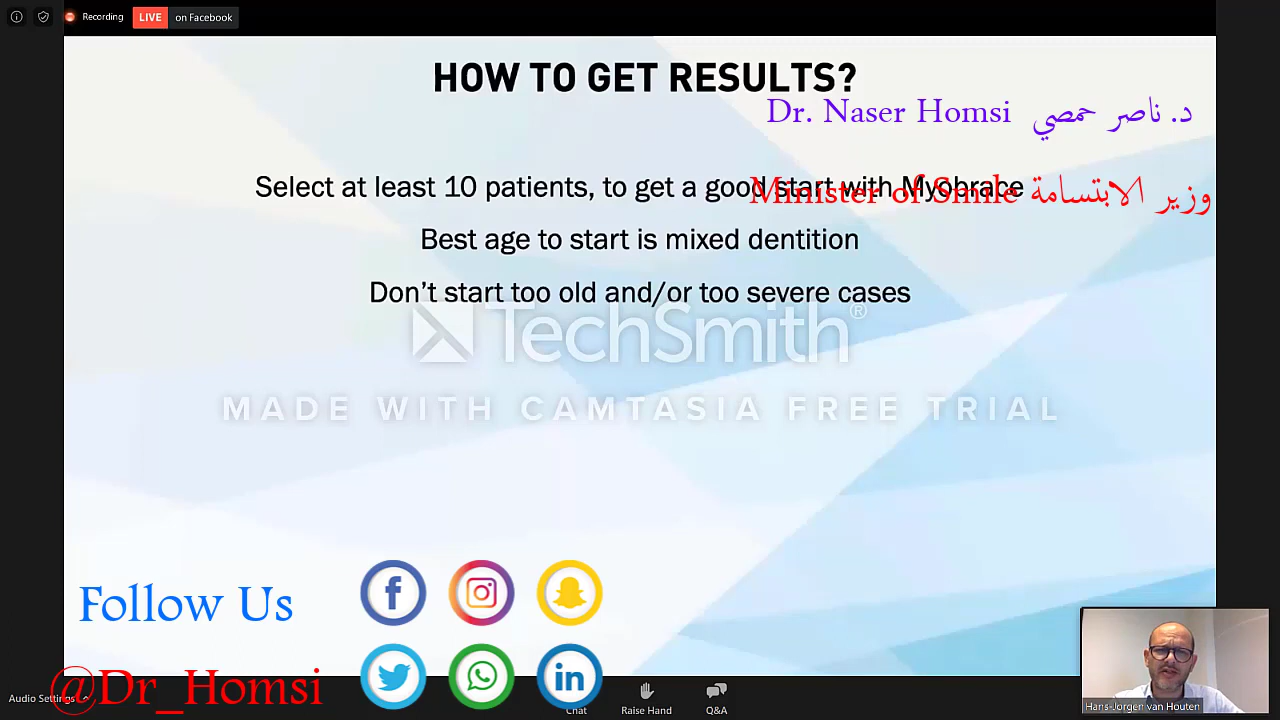 Recording LIVE on Facebook
HOW TO GET RESULTS?
Dr. Naser Homsi د. ناصر حمصي
Select at least 10 patients, to get a good start with Myobrace
Minister of Smile وزير الابتسامة
Best age to start is mixed dentition
Don't start too old and/or too severe cases
TechSmith®
MADE WITH CAMTASIA FREE TRIAL
Follow Us
@Dr_Homsi
Audio Settings
Chat
Raise Hand
Q&A
Hans-Jorgen van Houten